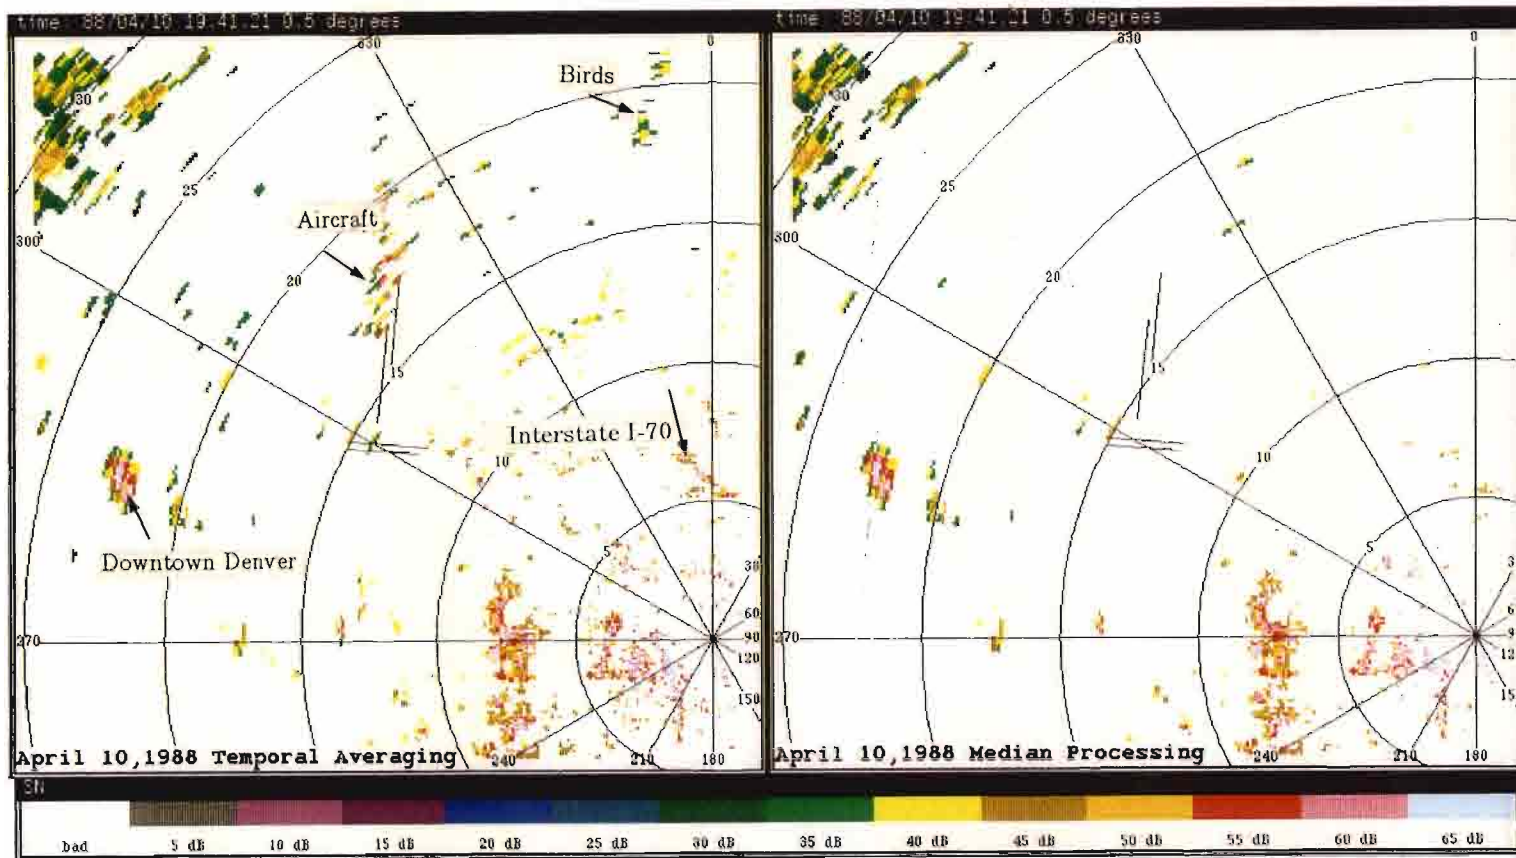 time :88/04/10 19.41.21 0.5 degrees
time :88/04/10 19.41.21 0.5 degrees
330
0
Birds
30
25
Aircraft
300
20
15
Interstate I-70
10
Downtown Denver
5
30
60
270
90
120
150
April 10,1988 Temporal Averaging
240
210
180
330
0
30
25
300
20
15
10
5
3
6
270
9
12
15
April 10,1988 Median Processing
240
210
180
SN
bad
5 dB
10 dB
15 dB
20 dB
25 dB
30 dB
35 dB
40 dB
45 dB
50 dB
55 dB
60 dB
65 dB